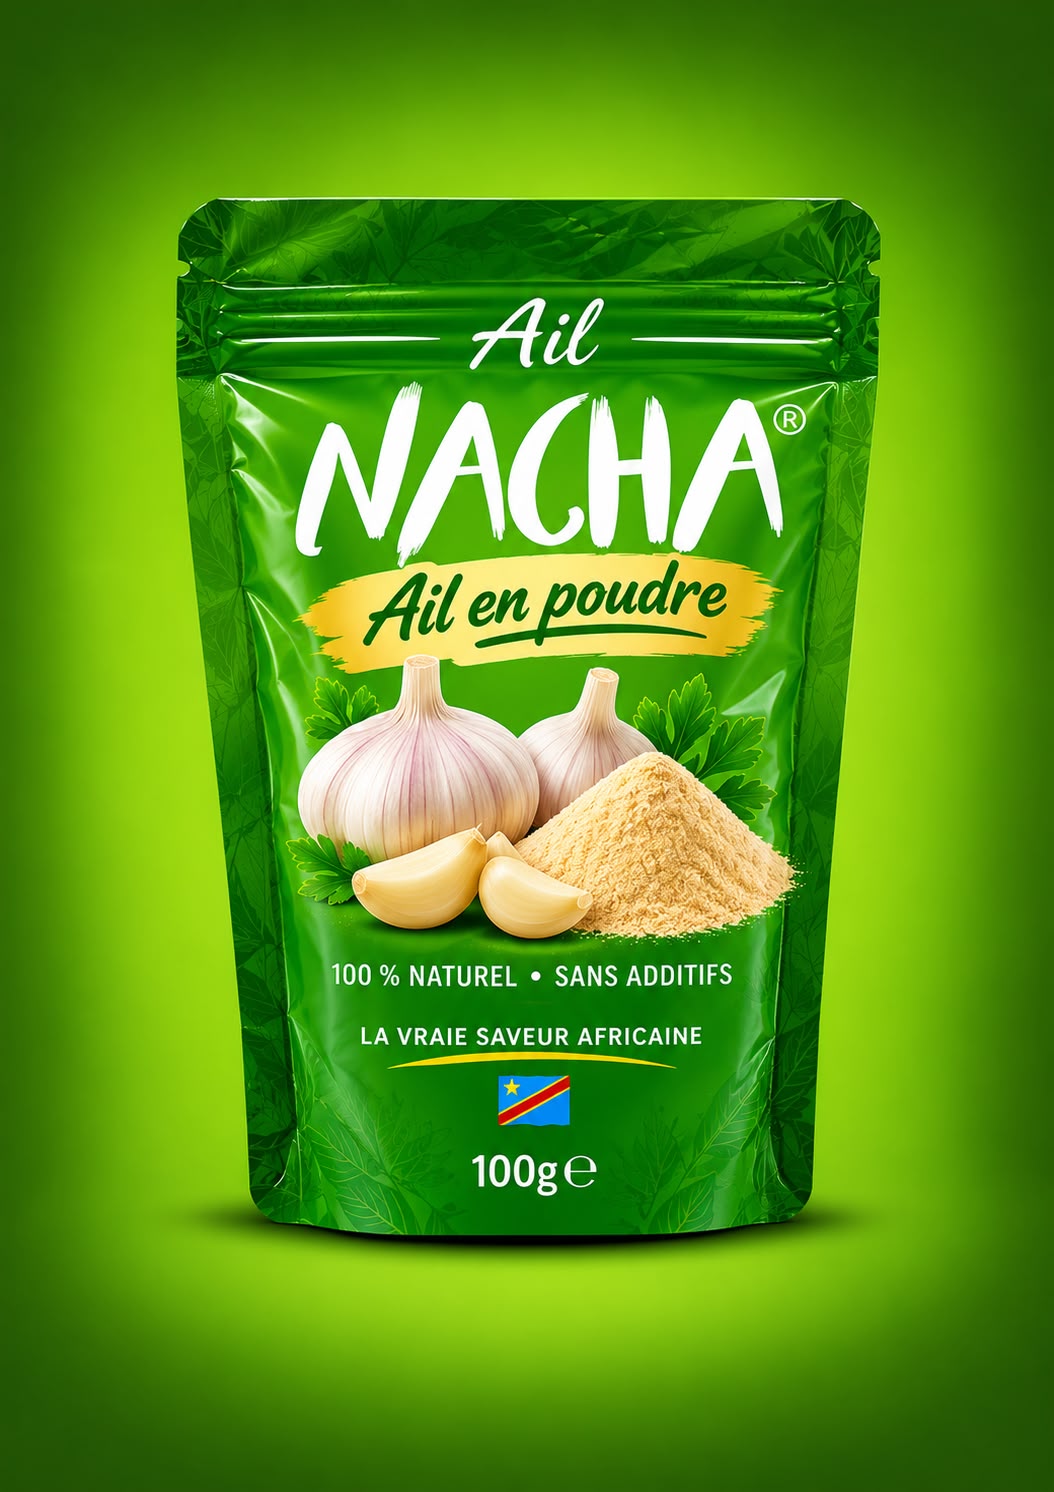 Ail
NACHA®
Ail en poudre
100 % NATUREL • SANS ADDITIFS
LA VRAIE SAVEUR AFRICAINE
100g ℮